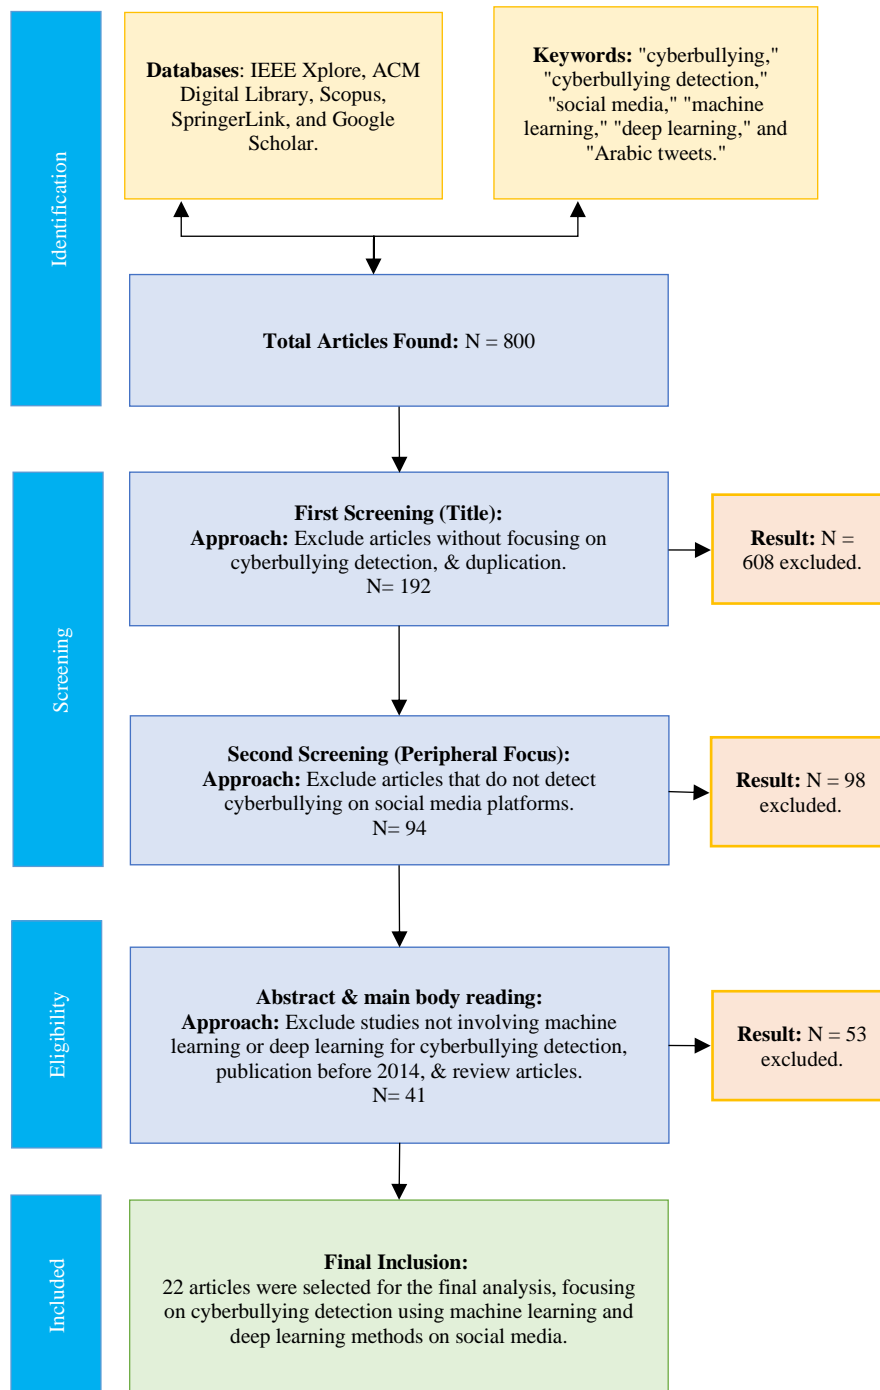 Identification
Databases: IEEE Xplore, ACM
Digital Library, Scopus,
SpringerLink, and Google
Scholar.
Keywords: "cyberbullying,"
"cyberbullying detection,"
"social media," "machine
learning," "deep learning," and
"Arabic tweets."
Total Articles Found: N = 800
Screening
First Screening (Title):
Approach: Exclude articles without focusing on
cyberbullying detection, & duplication.
N= 192
Result: N =
608 excluded.
Second Screening (Peripheral Focus):
Approach: Exclude articles that do not detect
cyberbullying on social media platforms.
N= 94
Result: N = 98
excluded.
Eligibility
Abstract & main body reading:
Approach: Exclude studies not involving machine
learning or deep learning for cyberbullying detection,
publication before 2014, & review articles.
N= 41
Result: N = 53
excluded.
Included
Final Inclusion:
22 articles were selected for the final analysis, focusing
on cyberbullying detection using machine learning and
deep learning methods on social media.